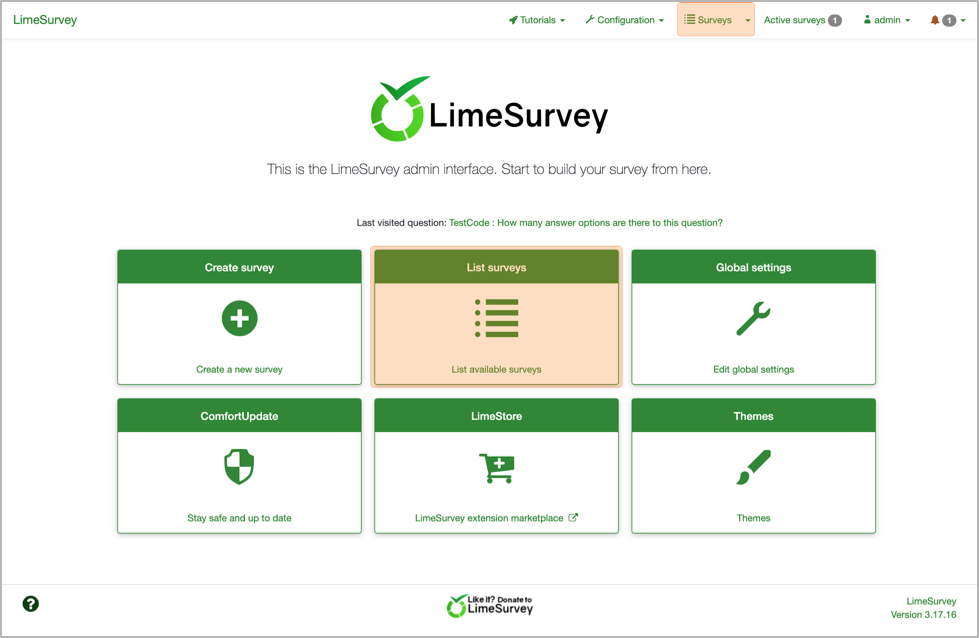 LimeSurvey
Tutorials
Configuration
Surveys
Active surveys 1
admin
1
LimeSurvey
This is the LimeSurvey admin interface. Start to build your survey from here.
Last visited question: TestCode : How many answer options are there to this question?
Create survey
Create a new survey
List surveys
List available surveys
Global settings
Edit global settings
ComfortUpdate
Stay safe and up to date
LimeStore
LimeSurvey extension marketplace
Themes
Themes
?
Like it? Donate to
LimeSurvey
LimeSurvey
Version 3.17.16